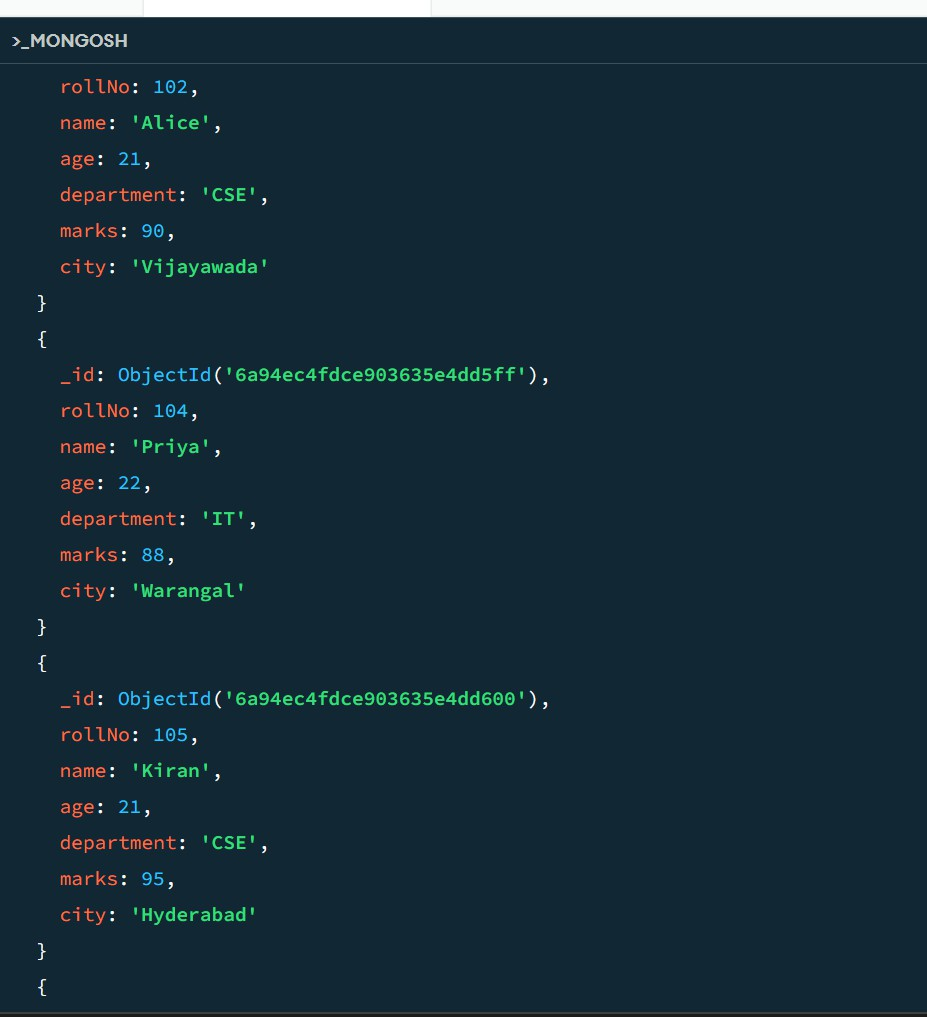 >_MONGOSH
rollNo: 102,
name: 'Alice',
age: 21,
department: 'CSE',
marks: 90,
city: 'Vijayawada'
}
{
_id: ObjectId('6a94ec4fdce903635e4dd5ff'),
rollNo: 104,
name: 'Priya',
age: 22,
department: 'IT',
marks: 88,
city: 'Warangal'
}
{
_id: ObjectId('6a94ec4fdce903635e4dd600'),
rollNo: 105,
name: 'Kiran',
age: 21,
department: 'CSE',
marks: 95,
city: 'Hyderabad'
}
{